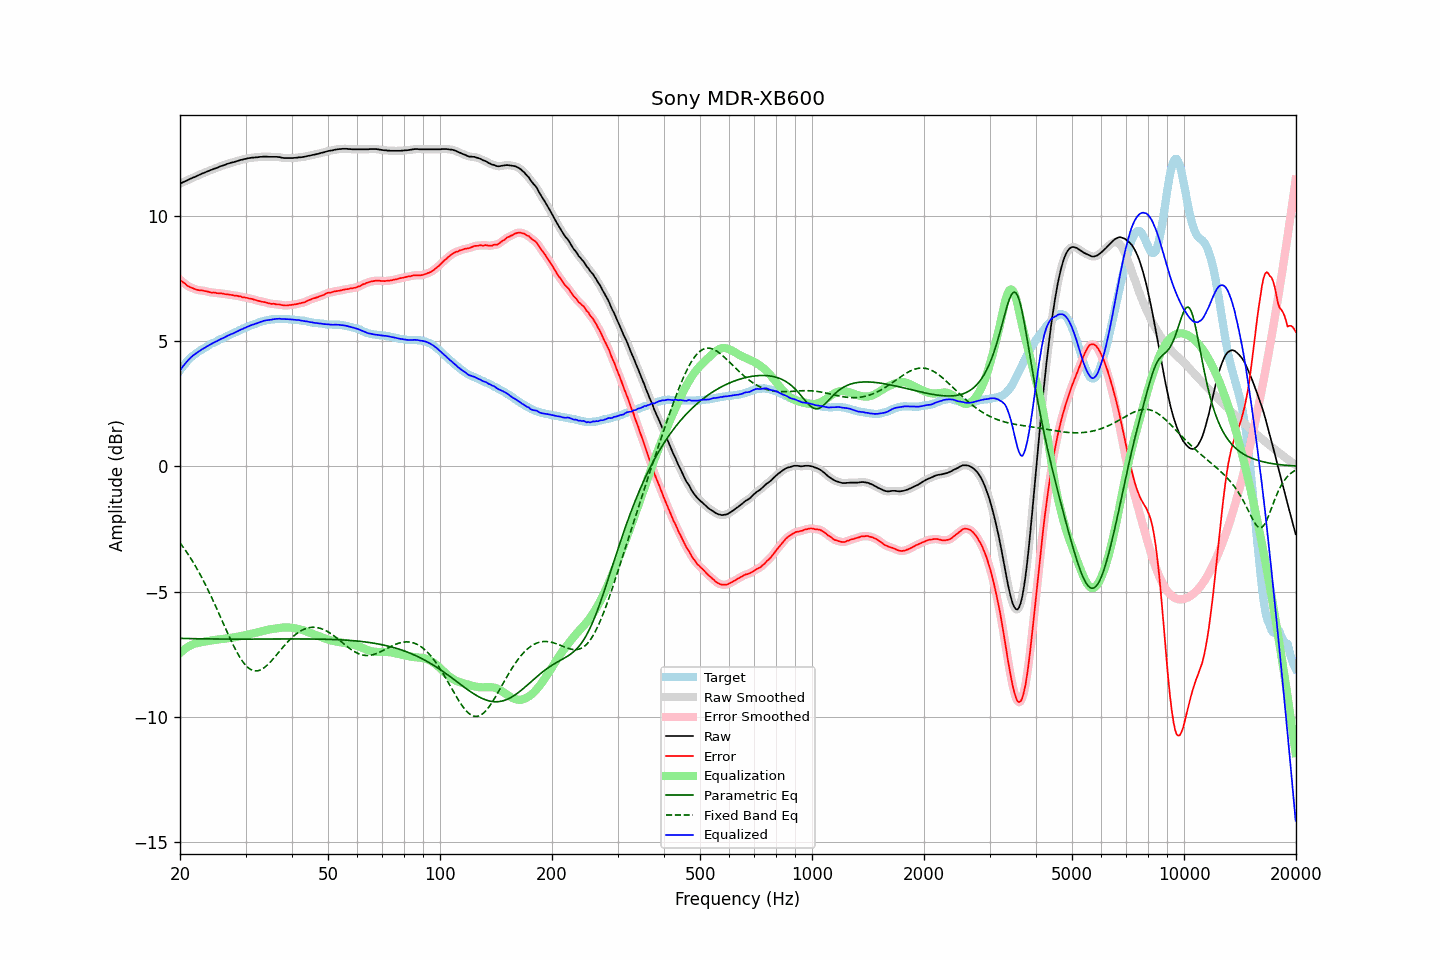 Sony MDR-XB600
Amplitude (dBr)
10
5
0
−5
−10
−15
Target
Raw Smoothed
Error Smoothed
Raw
Error
Equalization
Parametric Eq
Fixed Band Eq
Equalized
20 50 100 200 500 1000 2000 5000 10000 20000
Frequency (Hz)